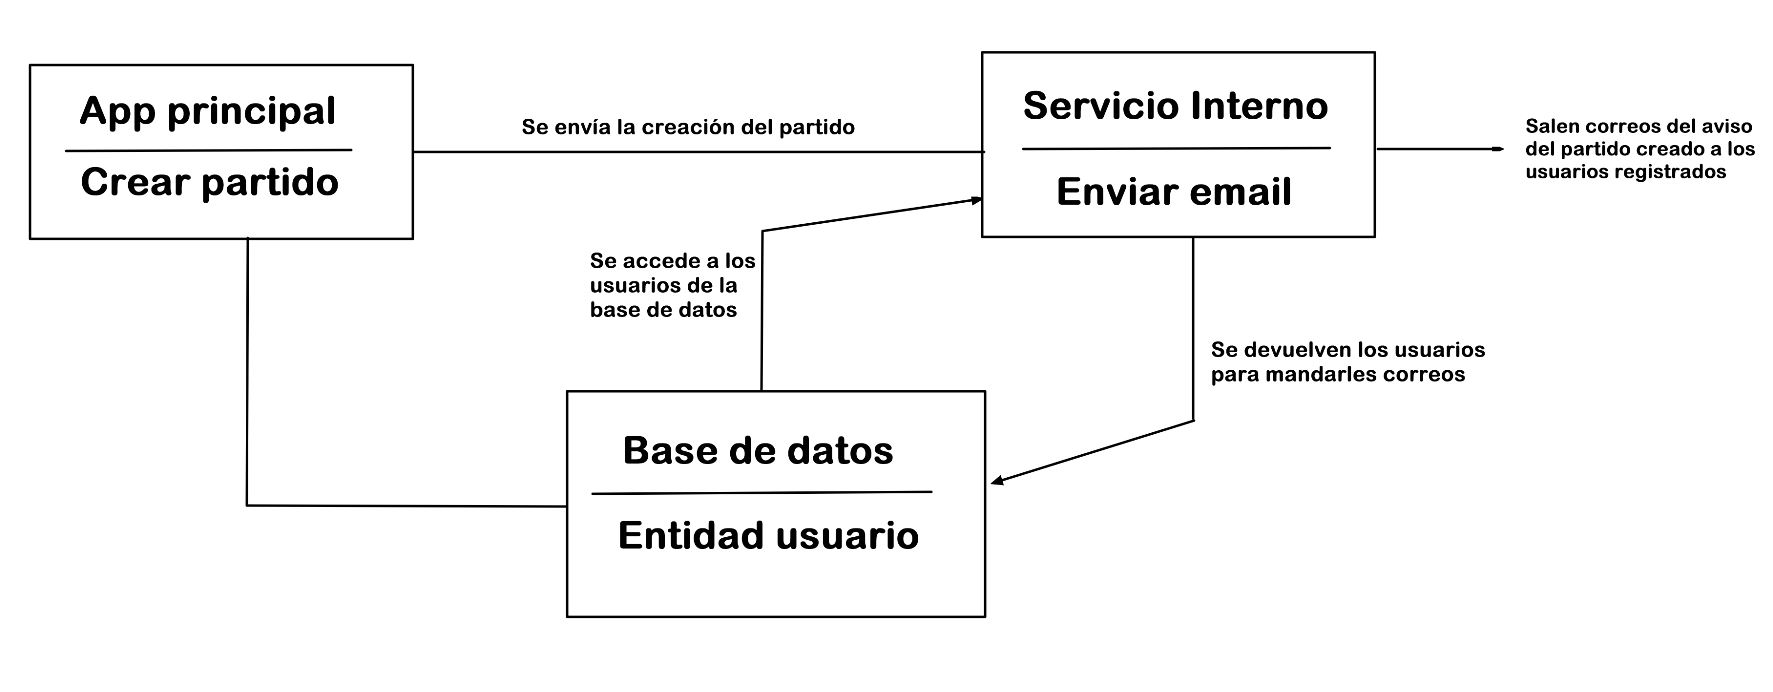 App principal
Crear partido
Se envía la creación del partido
Servicio Interno
Enviar email
Salen correos del aviso
del partido creado a los
usuarios registrados
Se accede a los
usuarios de la
base de datos
Se devuelven los usuarios
para mandarles correos
Base de datos
Entidad usuario